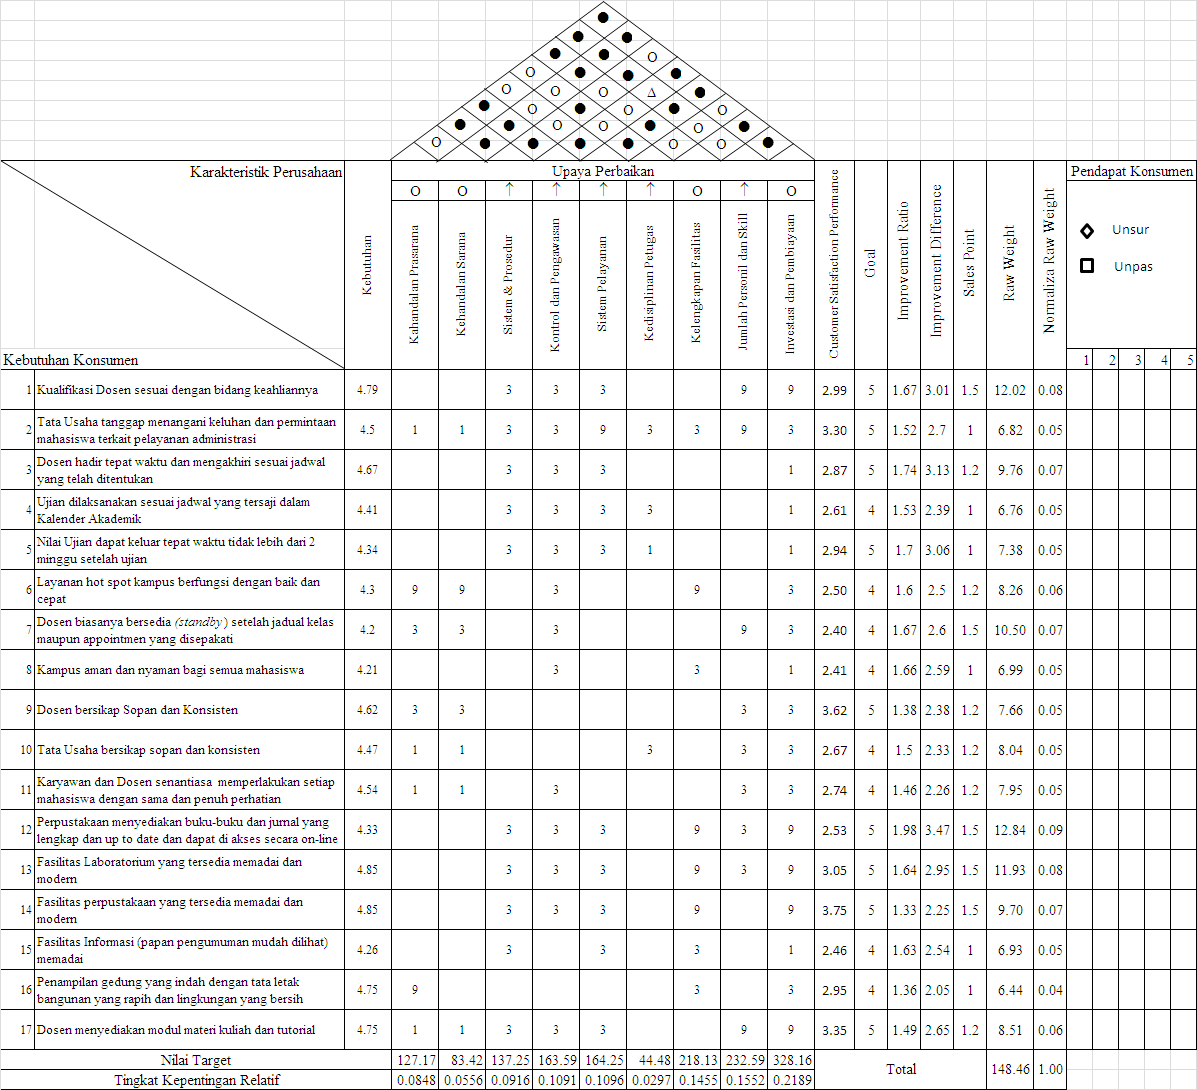 Karakteristik Perusahaan
Kebutuhan Konsumen
Kebutuhan
Upaya Perbaikan
O O ↑ ↑ ↑ ↑ O ↑ O
Kahandalan Prasarana
Kehandalan Sarana
Sistem & Prosedur
Kontrol dan Pengawasan
Sistem Pelayanan
Kedisiplinan Petugas
Kelengkapan Fasilitas
Jumlah Personil dan Skill
Investasi dan Pembiayaan
Customer Satisfaction Performance
Goal
Improvement Ratio
Improvement Difference
Sales Point
Raw Weight
Normaliza Raw Weight
Pendapat Konsumen
Unsur
Unpas
1 2 3 4 5
1 Kualifikasi Dosen sesuai dengan bidang keahliannya 4.79 3 3 3 9 9 2.99 5 1.67 3.01 1.5 12.02 0.08
Tata Usaha tanggap menangani keluhan dan permintaan
2 mahasiswa terkait pelayanan administrasi 4.5 1 1 3 3 9 3 3 9 3 3.30 5 1.52 2.7 1 6.82 0.05
Dosen hadir tepat waktu dan mengakhiri sesuai jadwal
3 yang telah ditentukan 4.67 3 3 3 1 2.87 5 1.74 3.13 1.2 9.76 0.07
Ujian dilaksanakan sesuai jadwal yang tersaji dalam
4 Kalender Akademik 4.41 3 3 3 3 1 2.61 4 1.53 2.39 1 6.76 0.05
Nilai Ujian dapat keluar tepat waktu tidak lebih dari 2
5 minggu setelah ujian 4.34 3 3 3 1 1 2.94 5 1.7 3.06 1 7.38 0.05
Layanan hot spot kampus berfungsi dengan baik dan
6 cepat 4.3 9 9 3 9 3 2.50 4 1.6 2.5 1.2 8.26 0.06
Dosen biasanya bersedia (standby) setelah jadual kelas
7 maupun appointmen yang disepakati 4.2 3 3 3 9 3 2.40 4 1.67 2.6 1.5 10.50 0.07
8 Kampus aman dan nyaman bagi semua mahasiswa 4.21 3 3 1 2.41 4 1.66 2.59 1 6.99 0.05
9 Dosen bersikap Sopan dan Konsisten 4.62 3 3 3 3 3.62 5 1.38 2.38 1.2 7.66 0.05
10 Tata Usaha bersikap sopan dan konsisten 4.47 1 1 3 3 3 2.67 4 1.5 2.33 1.2 8.04 0.05
Karyawan dan Dosen senantiasa memperlakukan setiap
11 mahasiswa dengan sama dan penuh perhatian 4.54 1 1 3 3 3 2.74 4 1.46 2.26 1.2 7.95 0.05
Perpustakaan menyediakan buku-buku dan jurnal yang
12 lengkap dan up to date dan dapat di akses secara on-line 4.33 3 3 3 9 3 9 2.53 5 1.98 3.47 1.5 12.84 0.09
Fasilitas Laboratorium yang tersedia memadai dan
13 modern 4.85 3 3 3 9 3 9 3.05 5 1.64 2.95 1.5 11.93 0.08
Fasilitas perpustakaan yang tersedia memadai dan
14 modern 4.85 3 3 3 9 9 3.75 5 1.33 2.25 1.5 9.70 0.07
Fasilitas Informasi (papan pengumuman mudah dilihat)
15 memadai 4.26 3 3 3 1 2.46 4 1.63 2.54 1 6.93 0.05
Penampilan gedung yang indah dengan tata letak
16 bangunan yang rapih dan lingkungan yang bersih 4.75 9 3 3 2.95 4 1.36 2.05 1 6.44 0.04
17 Dosen menyediakan modul materi kuliah dan tutorial 4.75 1 1 3 3 3 9 9 3.35 5 1.49 2.65 1.2 8.51 0.06
Nilai Target 127.17 83.42 137.25 163.59 164.25 44.48 218.13 232.59 328.16
Total 148.46 1.00
Tingkat Kepentingan Relatif 0.0848 0.0556 0.0916 0.1091 0.1096 0.0297 0.1455 0.1552 0.2189